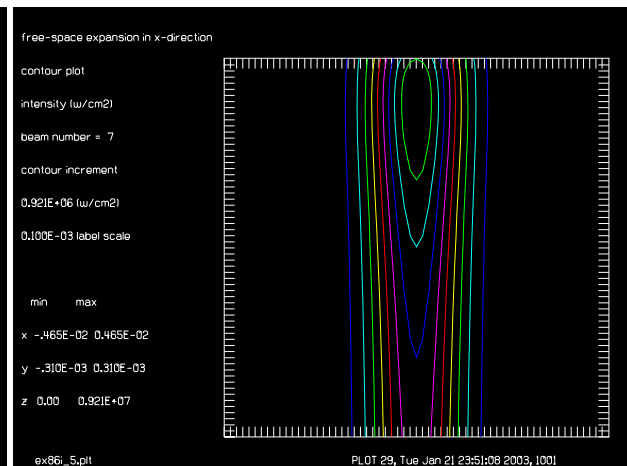 free-space expansion in x-direction
contour plot
intensity (w/cm2)
beam number = 7
contour increment
0.921E+06 (w/cm2)
0.100E-03 label scale
min max
x -.465E-02 0.465E-02
y -.310E-03 0.310E-03
z 0.00 0.921E+07
ex86i_5.plt PLOT 29, Tue Jan 21 23:51:08 2003, 1001